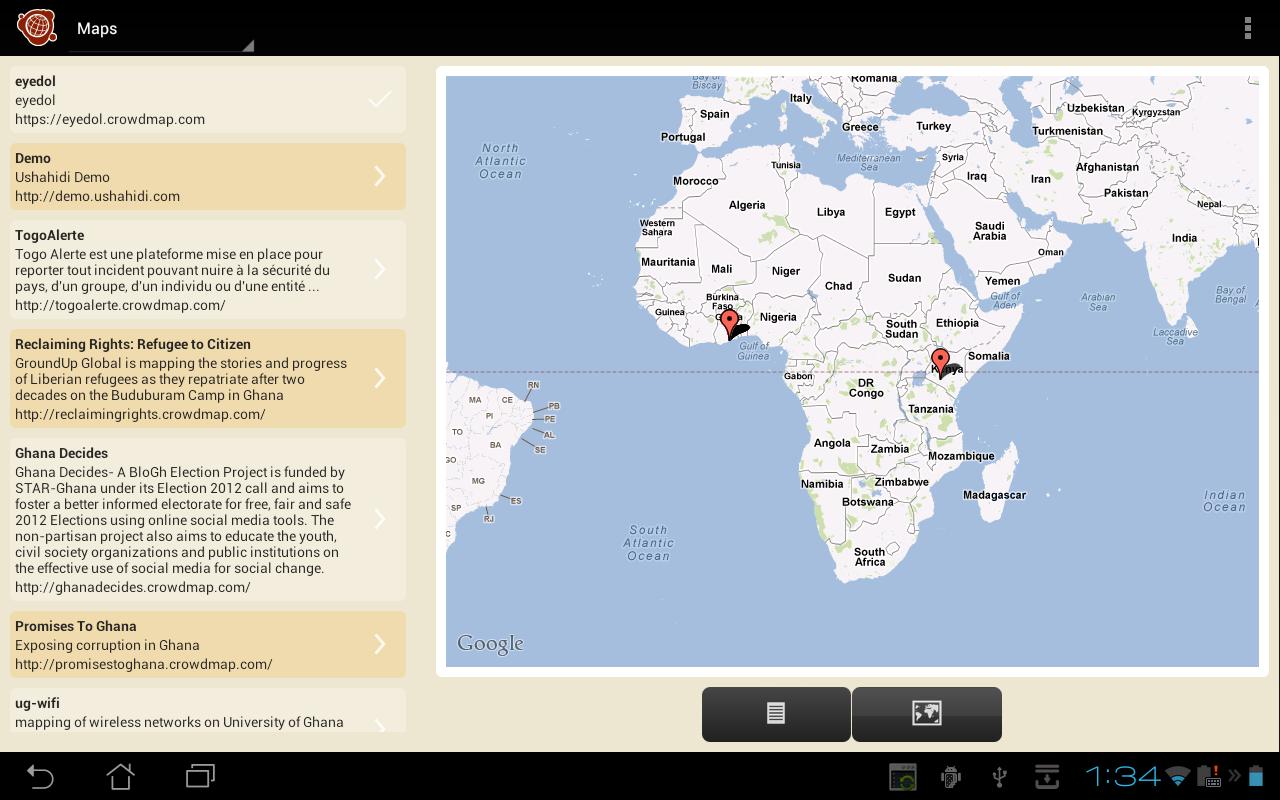 Maps
eyedol
eyedol
https://eyedol.crowdmap.com
Demo
Ushahidi Demo
http://demo.ushahidi.com
TogoAlerte
Togo Alerte est une plateforme mise en place pour
reporter tout incident pouvant nuire à la sécurité du
pays, d'un groupe, d'un individu ou d'une entité ...
http://togoalerte.crowdmap.com/
Reclaiming Rights: Refugee to Citizen
GroundUp Global is mapping the stories and progress
of Liberian refugees as they repatriate after two
decades on the Buduburam Camp in Ghana
http://reclaimingrights.crowdmap.com/
Ghana Decides
Ghana Decides- A BloGh Election Project is funded by
STAR-Ghana under its Election 2012 call and aims to
foster a better informed electorate for free, fair and safe
2012 Elections using online social media tools. The
non-partisan project also aims to educate the youth,
civil society organizations and public institutions on
the effective use of social media for social change.
http://ghanadecides.crowdmap.com/
Promises To Ghana
Exposing corruption in Ghana
http://promisestoghana.crowdmap.com/
ug-wifi
mapping of wireless networks on University of Ghana
Bay of
Biscay
Romania
Italy
Spain
Portugal
Greece
Turkey
Uzbekistan
Kyrgyzstan
Turkmenistan
North
Atlantic
Ocean
Mediterranean
Sea
Tunisia
Syria
Iraq
Iran
Afghanistan
Pakistan
Nepal
Morocco
Algeria
Libya
Egypt
Western
Sahara
Saudi
Arabia
Oman
India
Mauritania
Mali
Niger
Chad
Sudan
Yemen
Gulf of
Aden
Arabian
Sea
Bay of
Bengal
Burkina
Faso
Guinea
Nigeria
South
Sudan
Ethiopia
Laccadive
Sea
Gulf of
Guinea
Somalia
Kenya
Gabon
DR
Congo
Tanzania
RN
MA
CE
PB
PI
PE
TO
AL
BA
SE
GO
MG
ES
SP
RJ
Angola
Zambia
Mozambique
Namibia
Zimbabwe
Botswana
Madagascar
South
Africa
South
Atlantic
Ocean
Indian
Ocean
Google
1:34